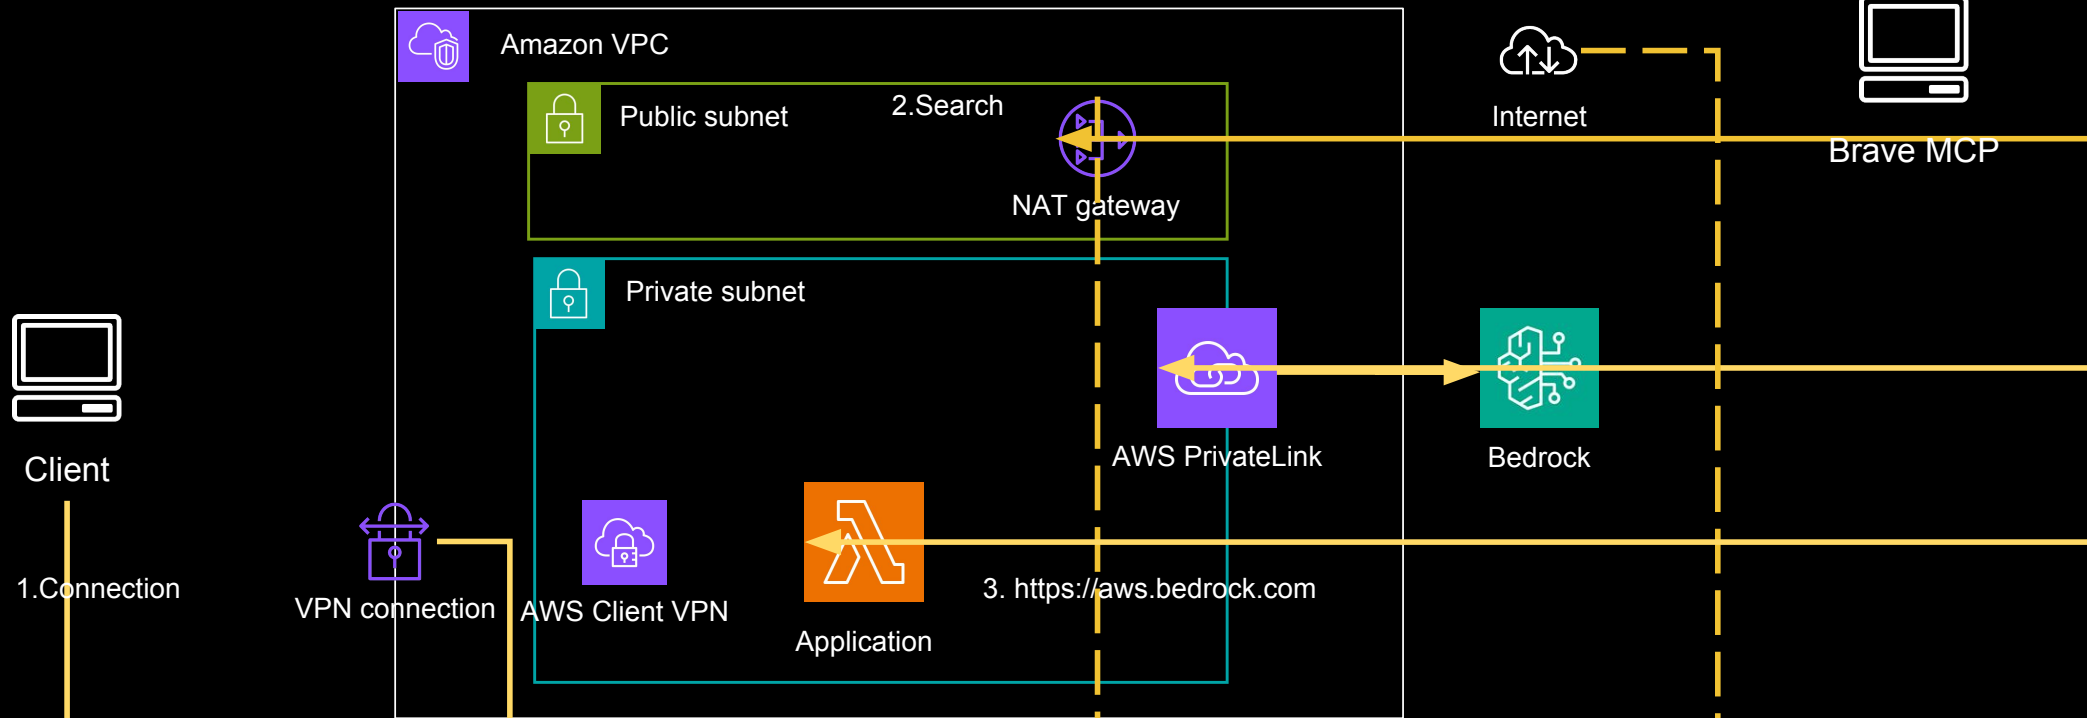 Amazon VPC
Public subnet
2.Search
NAT gateway
Internet
Brave MCP
Private subnet
Client
AWS PrivateLink
Bedrock
1.Connection
VPN connection
AWS Client VPN
Application
3. https://aws.bedrock.com